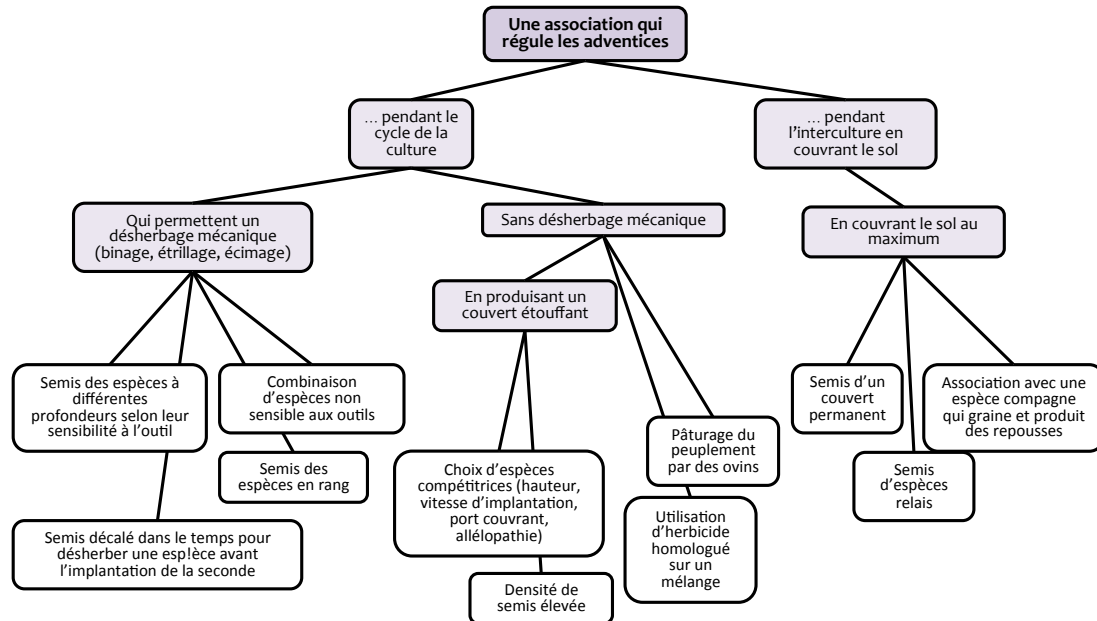 Une association qui
régule les adventices
… pendant le
cycle de la
culture
… pendant
l'interculture en
couvrant le sol
Qui permettent un
désherbage mécanique
(binage, étrillage, écimage)
Sans désherbage mécanique
En couvrant le sol au
maximum
En produisant un
couvert étouffant
Semis des espèces à
différentes
profondeurs selon leur
sensibilité à l'outil
Combinaison
d'espèces non
sensible aux outils
Semis des
espèces en rang
Semis décalé dans le temps pour
désherber une esp!èce avant
l'implantation de la seconde
Choix d'espèces
compétitrices (hauteur,
vitesse d'implantation,
port couvrant,
allélopathie)
Densité de
semis élevée
Pâturage du
peuplement
par des ovins
Utilisation
d'herbicide
homologué
sur un
mélange
Semis d'un
couvert
permanent
Semis
d'espèces
relais
Association avec une
espèce compagne
qui graine et produit
des repousses